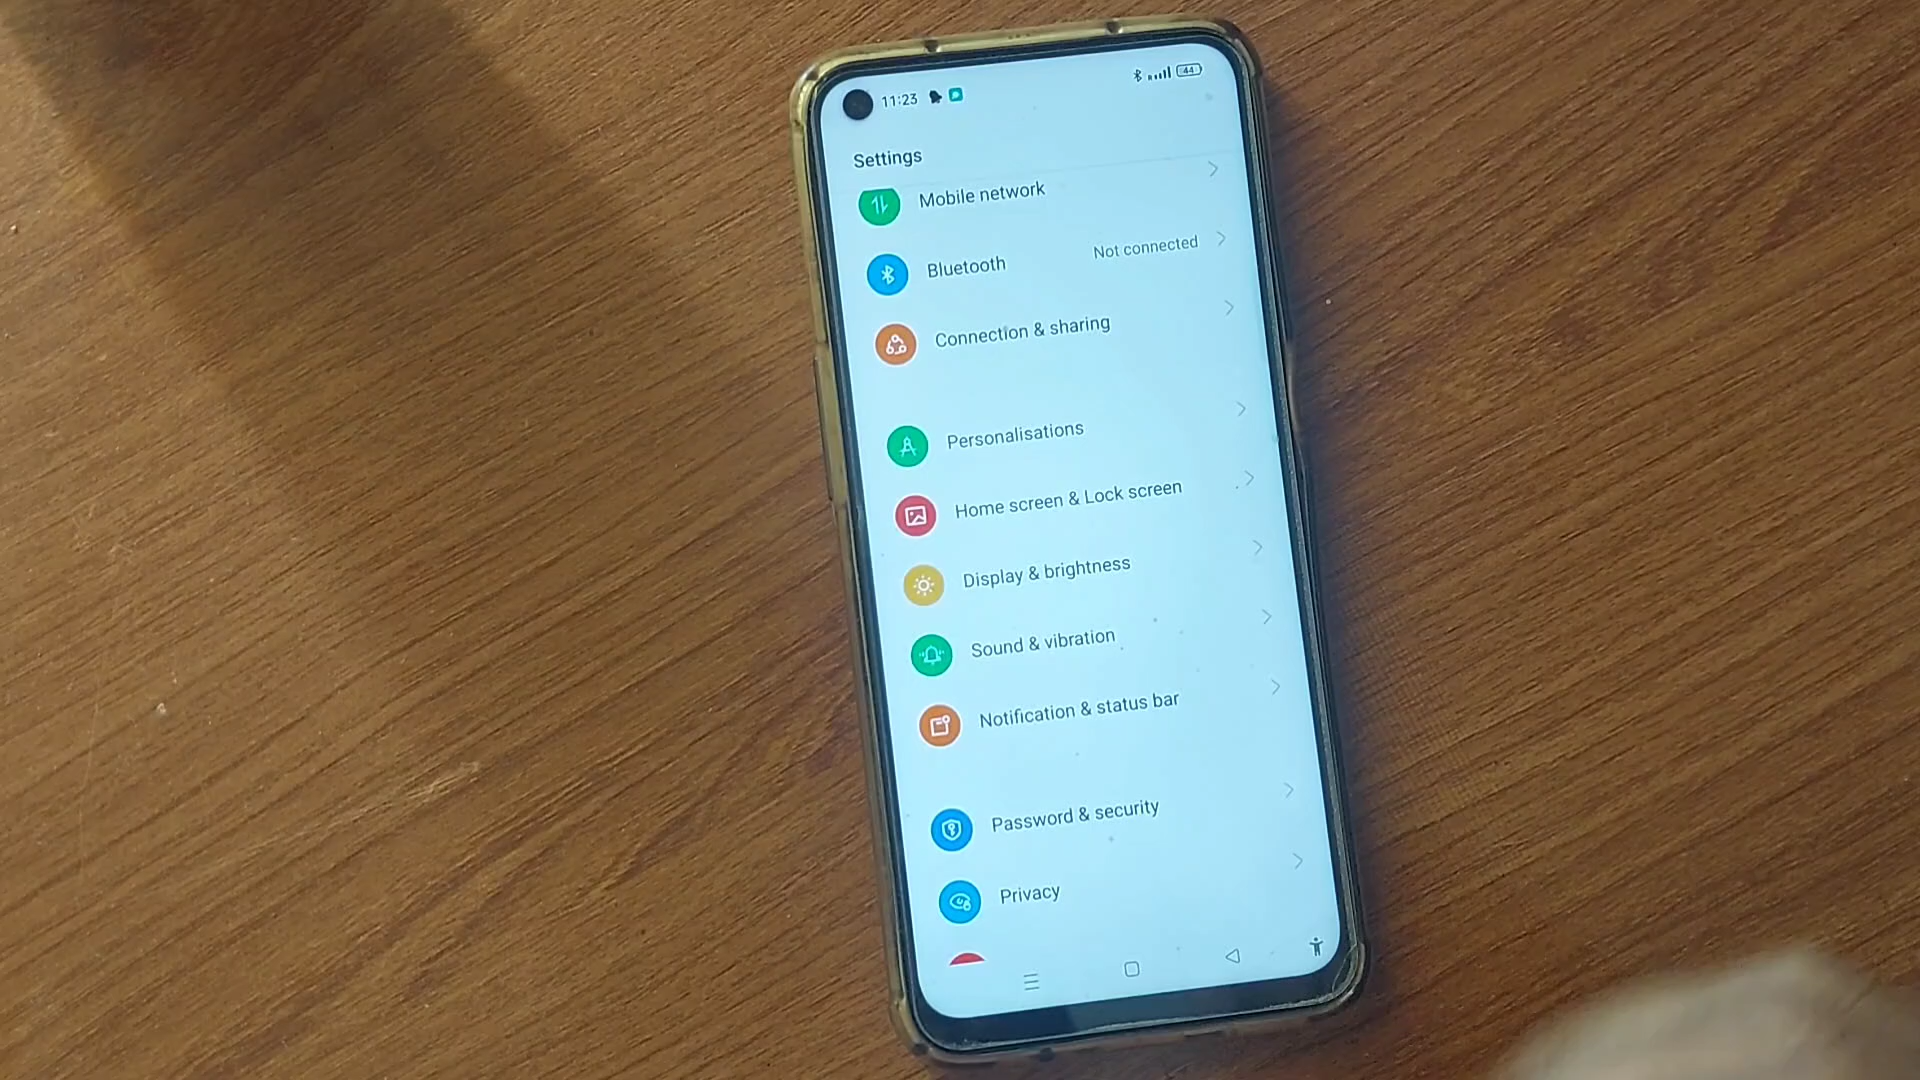 11:23
44
Settings
Mobile network
Bluetooth Not connected
Connection & sharing
Personalisations
Home screen & Lock screen
Display & brightness
Sound & vibration
Notification & status bar
Password & security
Privacy